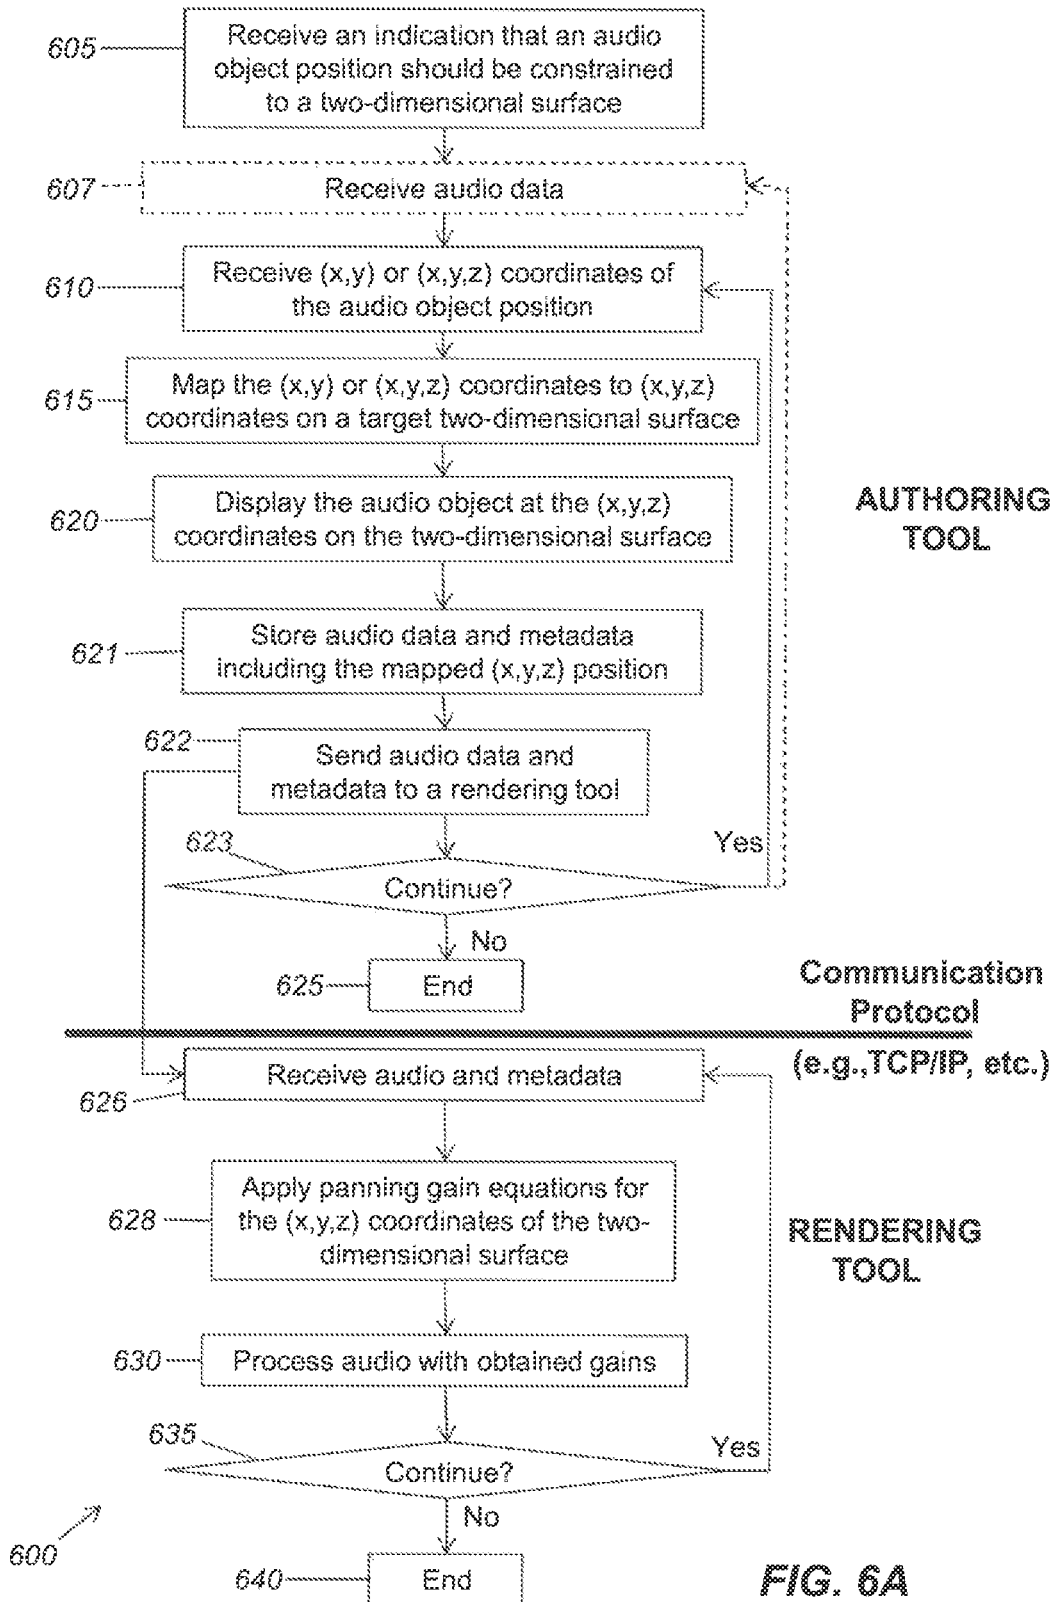 605
Receive an indication that an audio
object position should be constrained
to a two-dimensional surface
607
Receive audio data
610
Receive (x,y) or (x,y,z) coordinates of
the audio object position
615
Map the (x,y) or (x,y,z) coordinates to (x,y,z)
coordinates on a target two-dimensional surface
620
Display the audio object at the (x,y,z)
coordinates on the two-dimensional surface
AUTHORING
TOOL
621
Store audio data and metadata
including the mapped (x,y,z) position
622
Send audio data and
metadata to a rendering tool
623
Continue?
Yes
No
625
End
Communication
Protocol
(e.g.,TCP/IP, etc.)
626
Receive audio and metadata
628
Apply panning gain equations for
the (x,y,z) coordinates of the two-
dimensional surface
RENDERING
TOOL
630
Process audio with obtained gains
635
Continue?
Yes
No
600
640
End
FIG. 6A